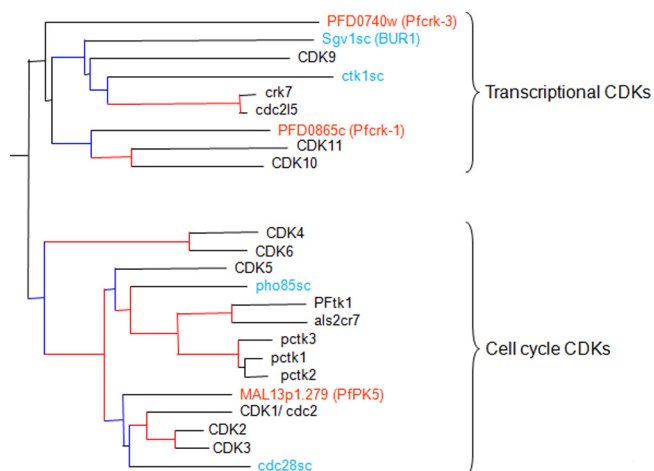 PFD0740w (Pfcrk-3)
Sgv1sc (BUR1)
CDK9
ctk1sc
crk7
cdc2l5
PFD0865c (Pfcrk-1)
CDK11
CDK10
Transcriptional CDKs
CDK4
CDK6
CDK5
pho85sc
PFtk1
als2cr7
pctk3
pctk1
pctk2
MAL13p1.279 (PfPK5)
CDK1/ cdc2
CDK2
CDK3
cdc28sc
Cell cycle CDKs